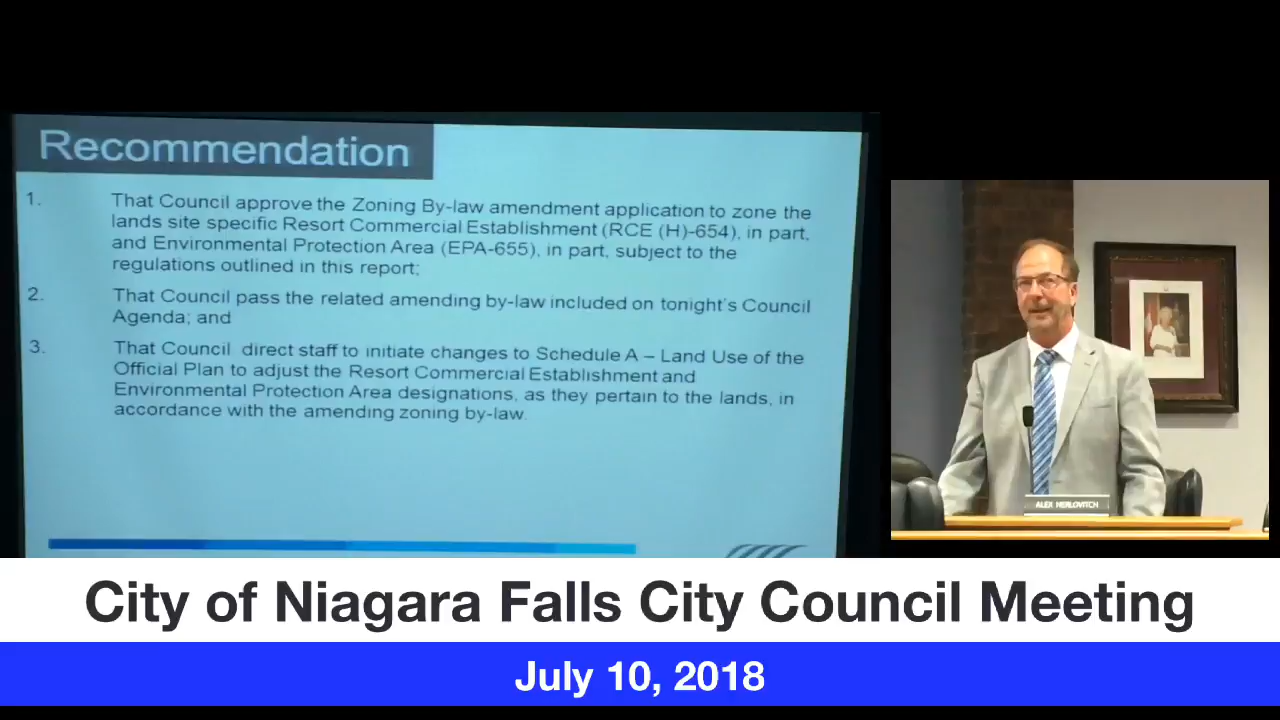 Recommendation
1. That Council approve the Zoning By-law amendment application to zone the
lands site specific Resort Commercial Establishment (RCE (H)-654), in part,
and Environmental Protection Area (EPA-655), in part, subject to the
regulations outlined in this report;
2. That Council pass the related amending by-law included on tonight's Council
Agenda; and
3. That Council direct staff to initiate changes to Schedule A – Land Use of the
Official Plan to adjust the Resort Commercial Establishment and
Environmental Protection Area designations, as they pertain to the lands, in
accordance with the amending zoning by-law.
ALEX HERLOVITCH
City of Niagara Falls City Council Meeting
July 10, 2018